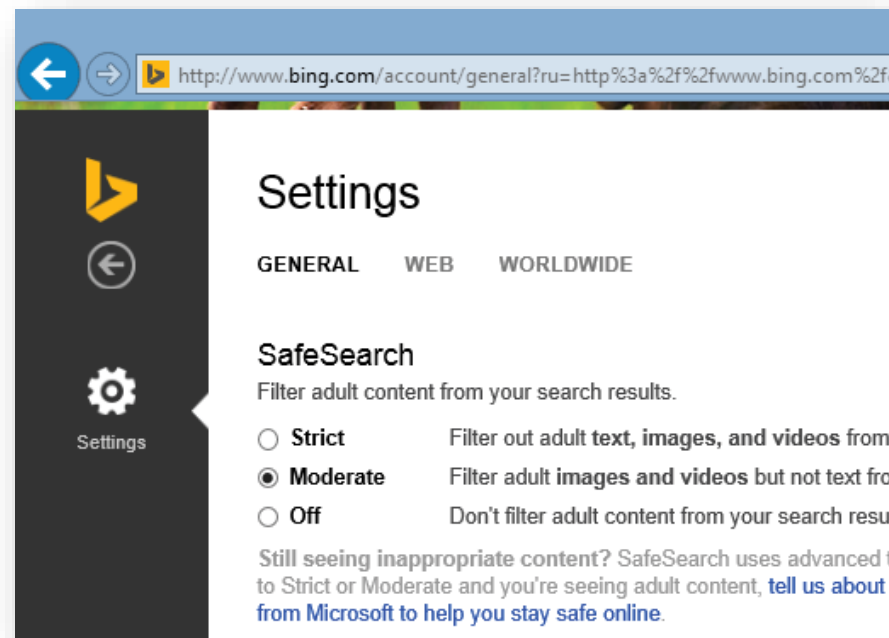 http://www.bing.com/account/general?ru=http%3a%2f%2fwww.bing.com%2f
Settings
GENERAL WEB WORLDWIDE
SafeSearch
Filter adult content from your search results.
Settings
Strict Filter out adult text, images, and videos from
Moderate Filter adult images and videos but not text
Off Don't filter adult content from your search
Still seeing inappropriate content? SafeSearch uses advanced
to Strict or Moderate and you're seeing adult content, tell us about
from Microsoft to help you stay safe online.